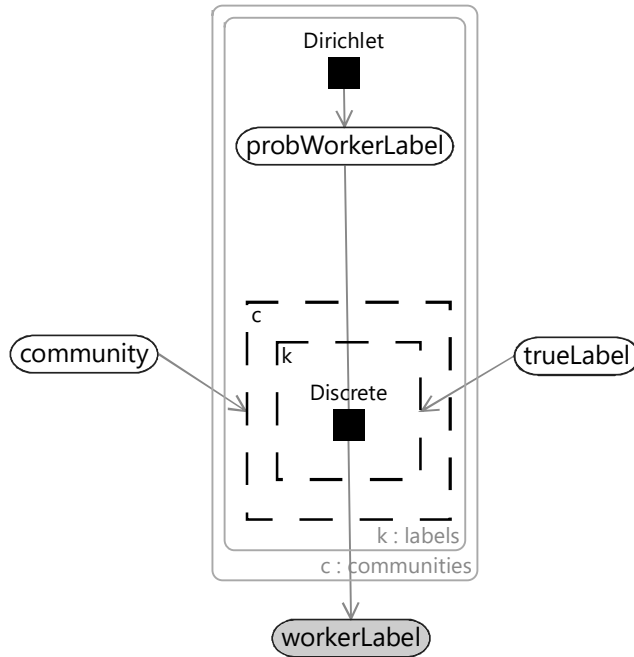 Dirichlet
probWorkerLabel
c
community
k
trueLabel
Discrete
k : labels
c : communities
workerLabel